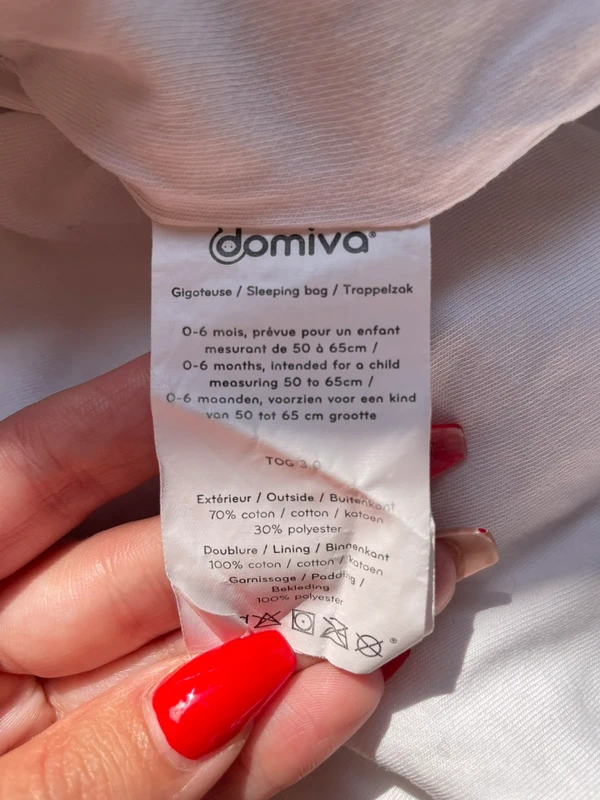 domiva®
Gigoteuse / Sleeping bag / Trappelzak
0-6 mois, prévue pour un enfant
mesurant de 50 à 65cm /
0-6 months, intended for a child
measuring 50 to 65cm /
0-6 maanden, voorzien voor een kind
van 50 tot 65 cm grootte
TOG 3.0
Extérieur / Outside / Buitenkant
70% coton / cotton / katoen
30% polyester
Doublure / Lining / Binnenkant
100% coton / cotton / katoen
Garnissage / Padding /
Bekleding
100% polyester